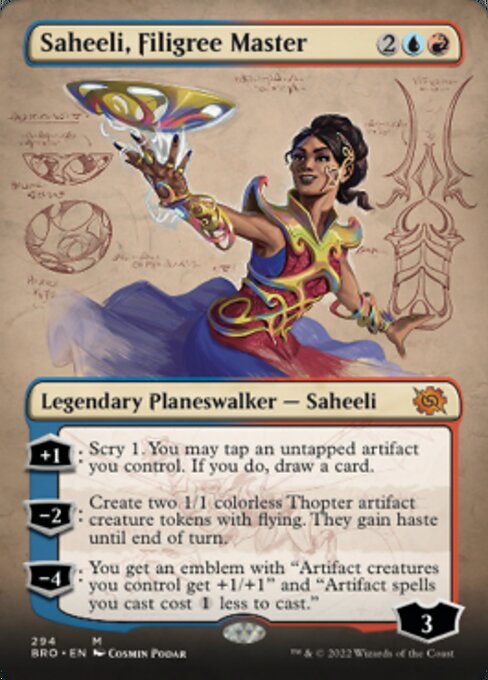 Saheeli, Filigree Master 2
Legendary Planeswalker — Saheeli
+1 : Scry 1. You may tap an untapped artifact
you control. If you do, draw a card.
-2 : Create two 1/1 colorless Thopter artifact
creature tokens with flying. They gain haste
until end of turn.
-4 : You get an emblem with “Artifact creatures
you control get +1/+1” and “Artifact spells
you cast cost 1 less to cast.”
3
294 M
BRO • EN Cosmin Podar
™ & © 2022 Wizards of the Coast